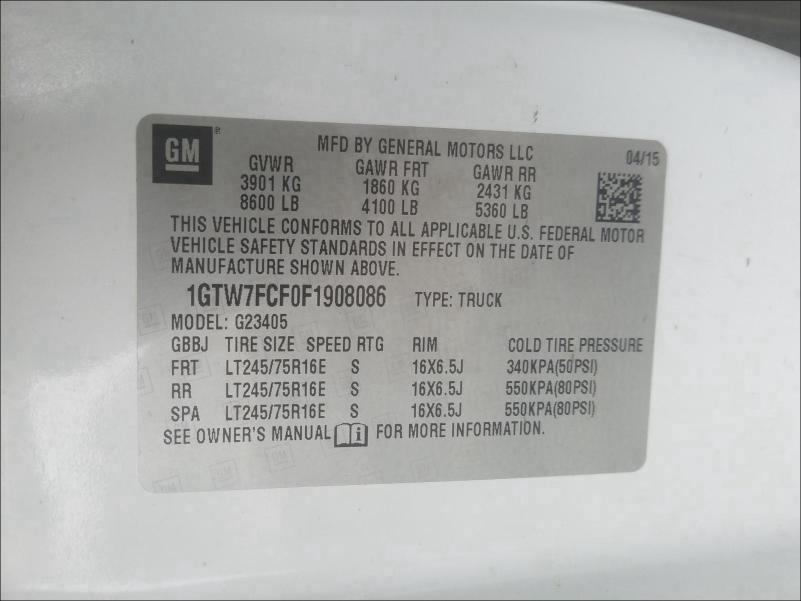 GM
MFD BY GENERAL MOTORS LLC 04/15
GVWR GAWR FRT GAWR RR
3901 KG 1860 KG 2431 KG
8600 LB 4100 LB 5360 LB
THIS VEHICLE CONFORMS TO ALL APPLICABLE U.S. FEDERAL MOTOR
VEHICLE SAFETY STANDARDS IN EFFECT ON THE DATE OF
MANUFACTURE SHOWN ABOVE.
1GTW7FCF0F1908086 TYPE: TRUCK
MODEL: G23405
GBBJ TIRE SIZE SPEED RTG RIM COLD TIRE PRESSURE
FRT LT245/75R16E S 16X6.5J 340KPA(50PSI)
RR LT245/75R16E S 16X6.5J 550KPA(80PSI)
SPA LT245/75R16E S 16X6.5J 550KPA(80PSI)
SEE OWNER'S MANUAL i FOR MORE INFORMATION.